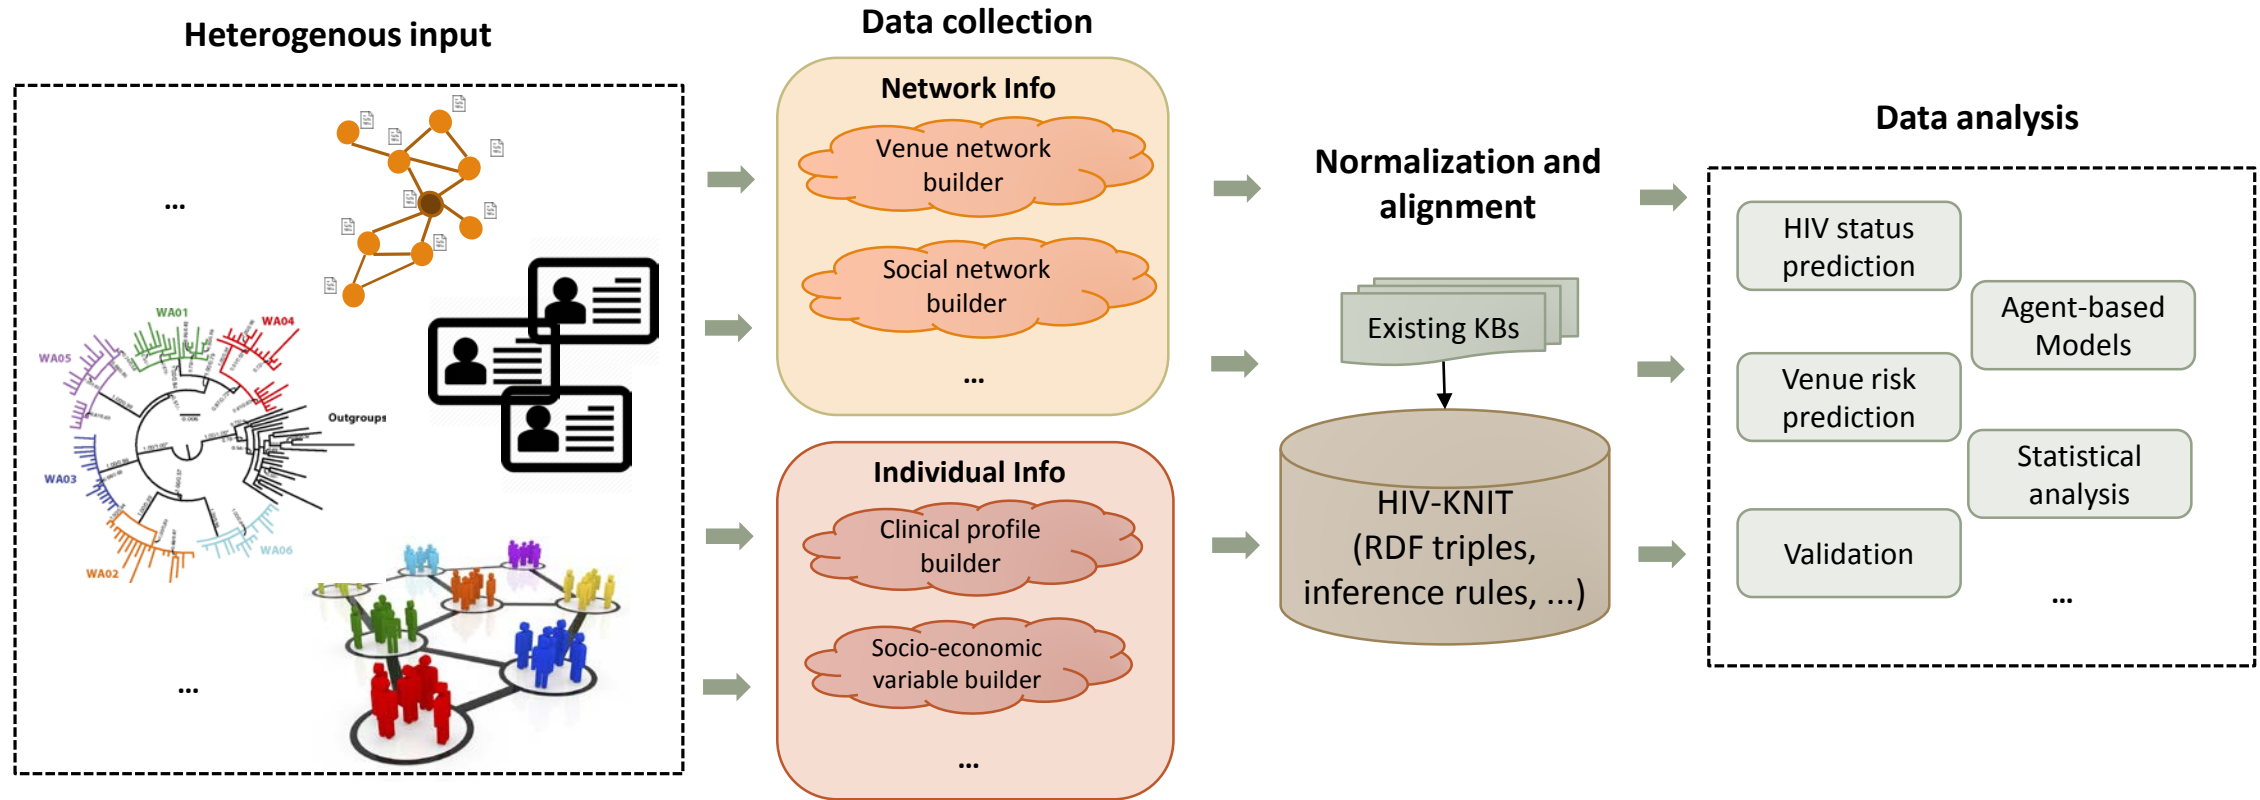 Heterogenous input
...
WA01
WA04
WA05
Outgroups
WA03
WA06
WA02
...
Data collection
Network Info
Venue network
builder
Social network
builder
...
Individual Info
Clinical profile
builder
Socio-economic
variable builder
...
Normalization and
alignment
Existing KBs
HIV-KNIT
(RDF triples,
inference rules, ...)
Data analysis
HIV status
prediction
Agent-based
Models
Venue risk
prediction
Statistical
analysis
Validation
...